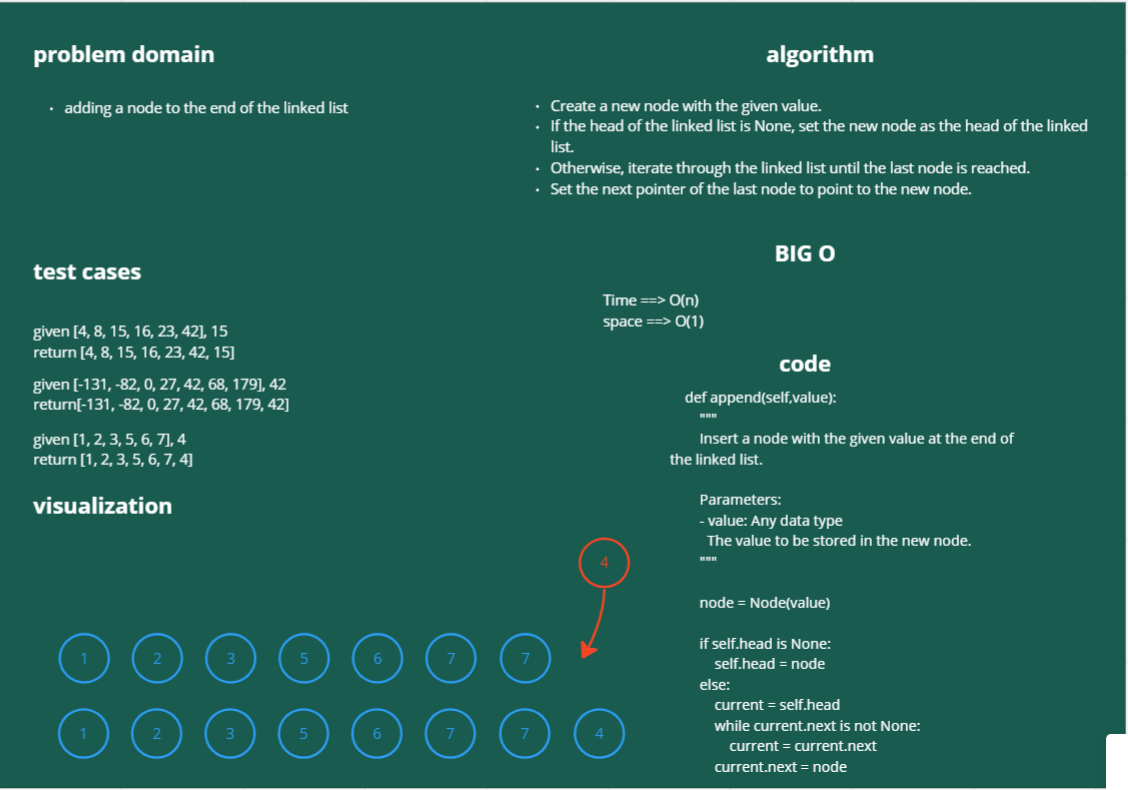 problem domain
• adding a node to the end of the linked list
test cases
given [4, 8, 15, 16, 23, 42], 15
return [4, 8, 15, 16, 23, 42, 15]
given [-131, -82, 0, 27, 42, 68, 179], 42
return[-131, -82, 0, 27, 42, 68, 179, 42]
given [1, 2, 3, 5, 6, 7], 4
return [1, 2, 3, 5, 6, 7, 4]
visualization
4
1 2 3 5 6 7 7
1 2 3 5 6 7 7 4
algorithm
• Create a new node with the given value.
• If the head of the linked list is None, set the new node as the head of the linked
list.
• Otherwise, iterate through the linked list until the last node is reached.
• Set the next pointer of the last node to point to the new node.
BIG O
Time ==> O(n)
space ==> O(1)
code
def append(self,value):
"""
Insert a node with the given value at the end of
the linked list.
Parameters:
- value: Any data type
The value to be stored in the new node.
"""
node = Node(value)
if self.head is None:
self.head = node
else:
current = self.head
while current.next is not None:
current = current.next
current.next = node